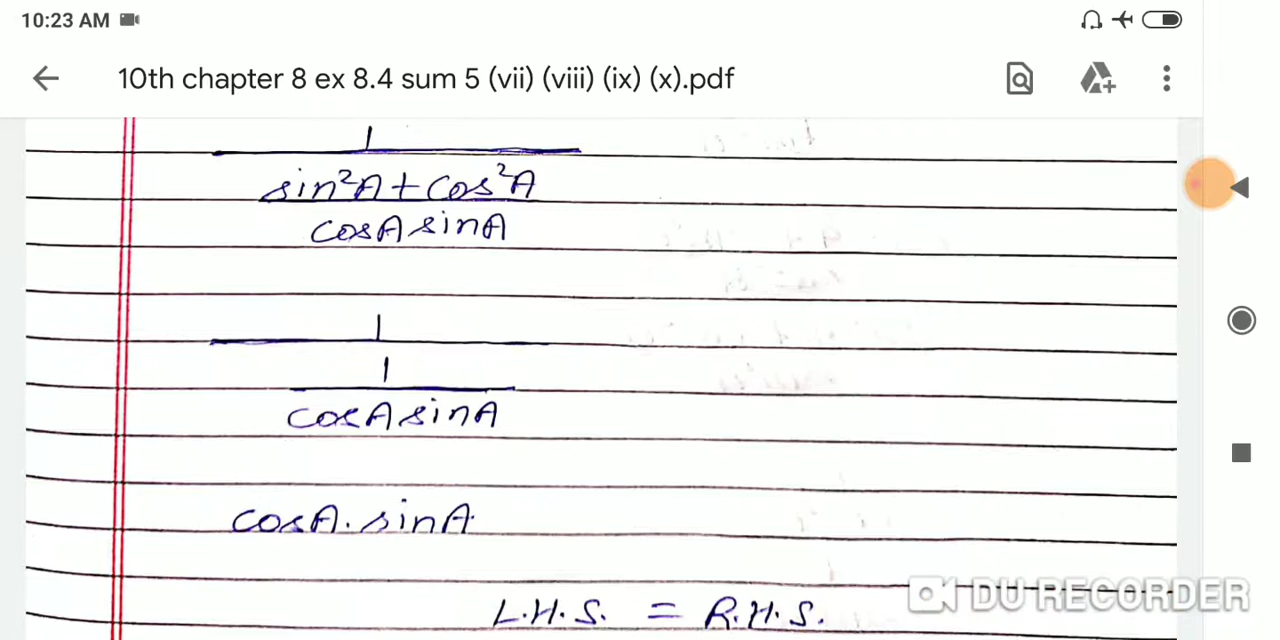 10:23 AM
10th chapter 8 ex 8.4 sum 5 (vii) (viii) (ix) (x).pdf
1
sin²A + cos²A
cosA sinA
1
1
cosA sinA
cosA. sinA.
L.H.S. = R.H.S.
DU RECORDER